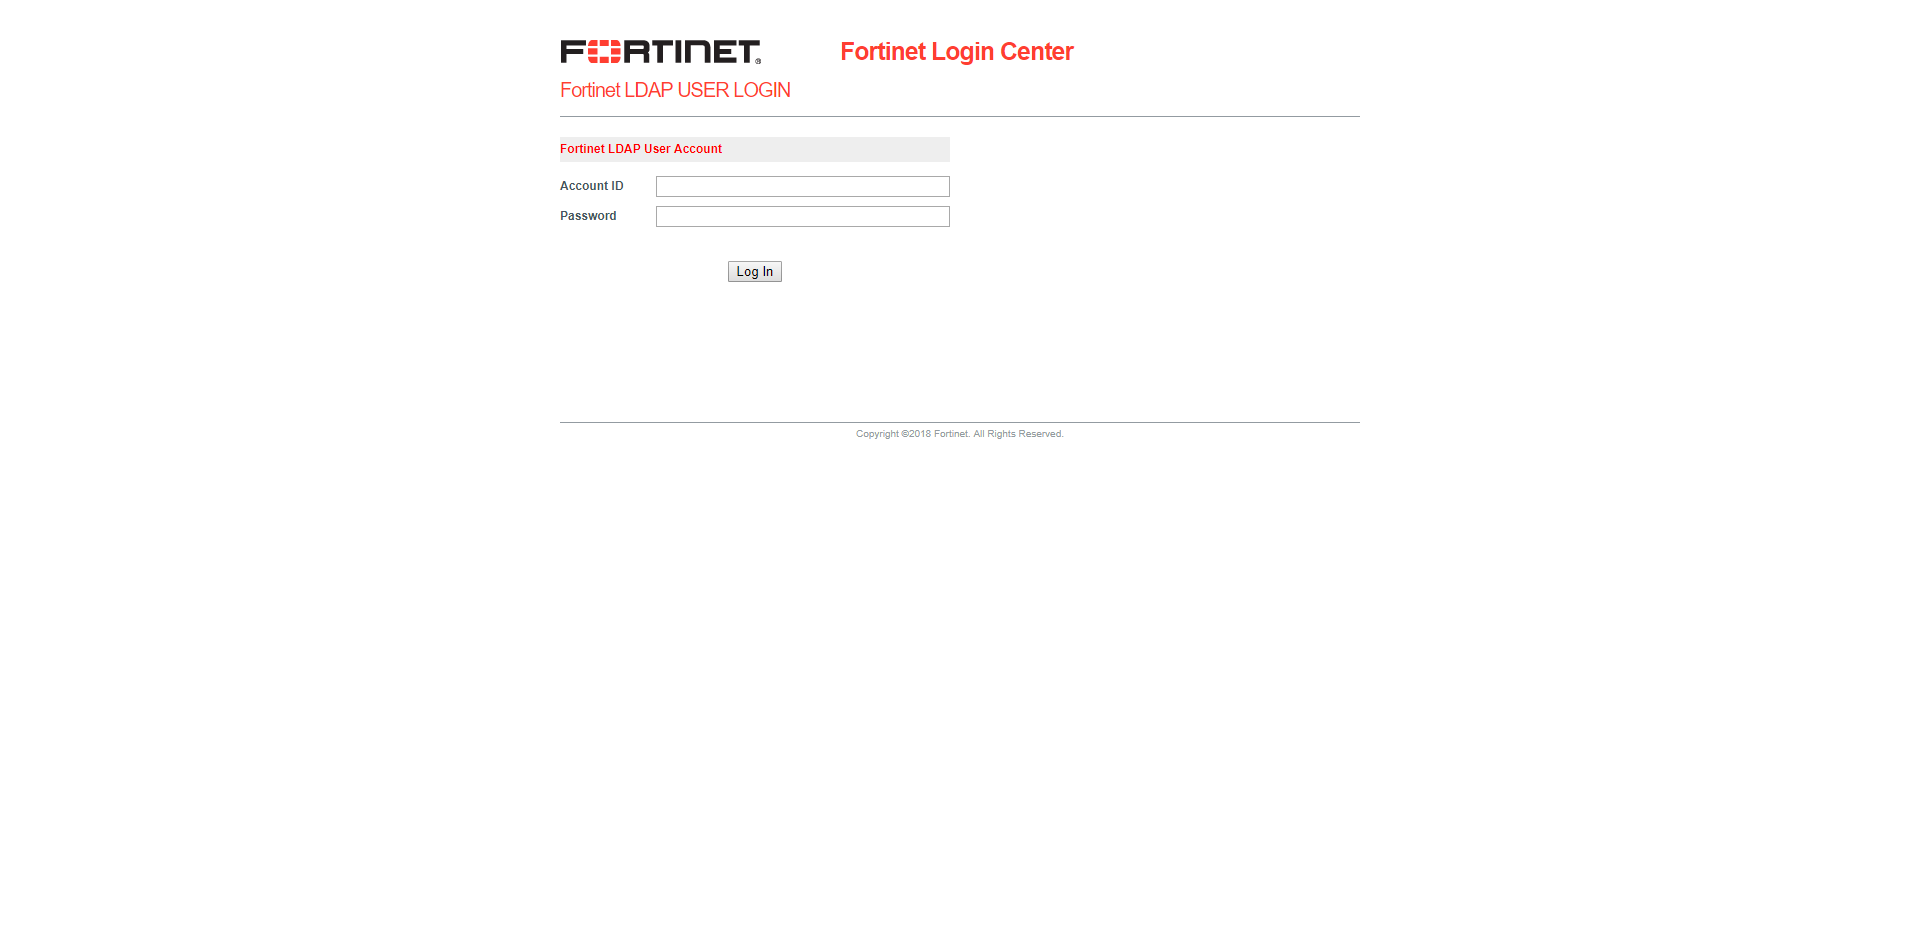 FORTINET®
Fortinet Login Center
Fortinet LDAP USER LOGIN
Fortinet LDAP User Account
Account ID
Password
Log In
Copyright ©2018 Fortinet. All Rights Reserved.